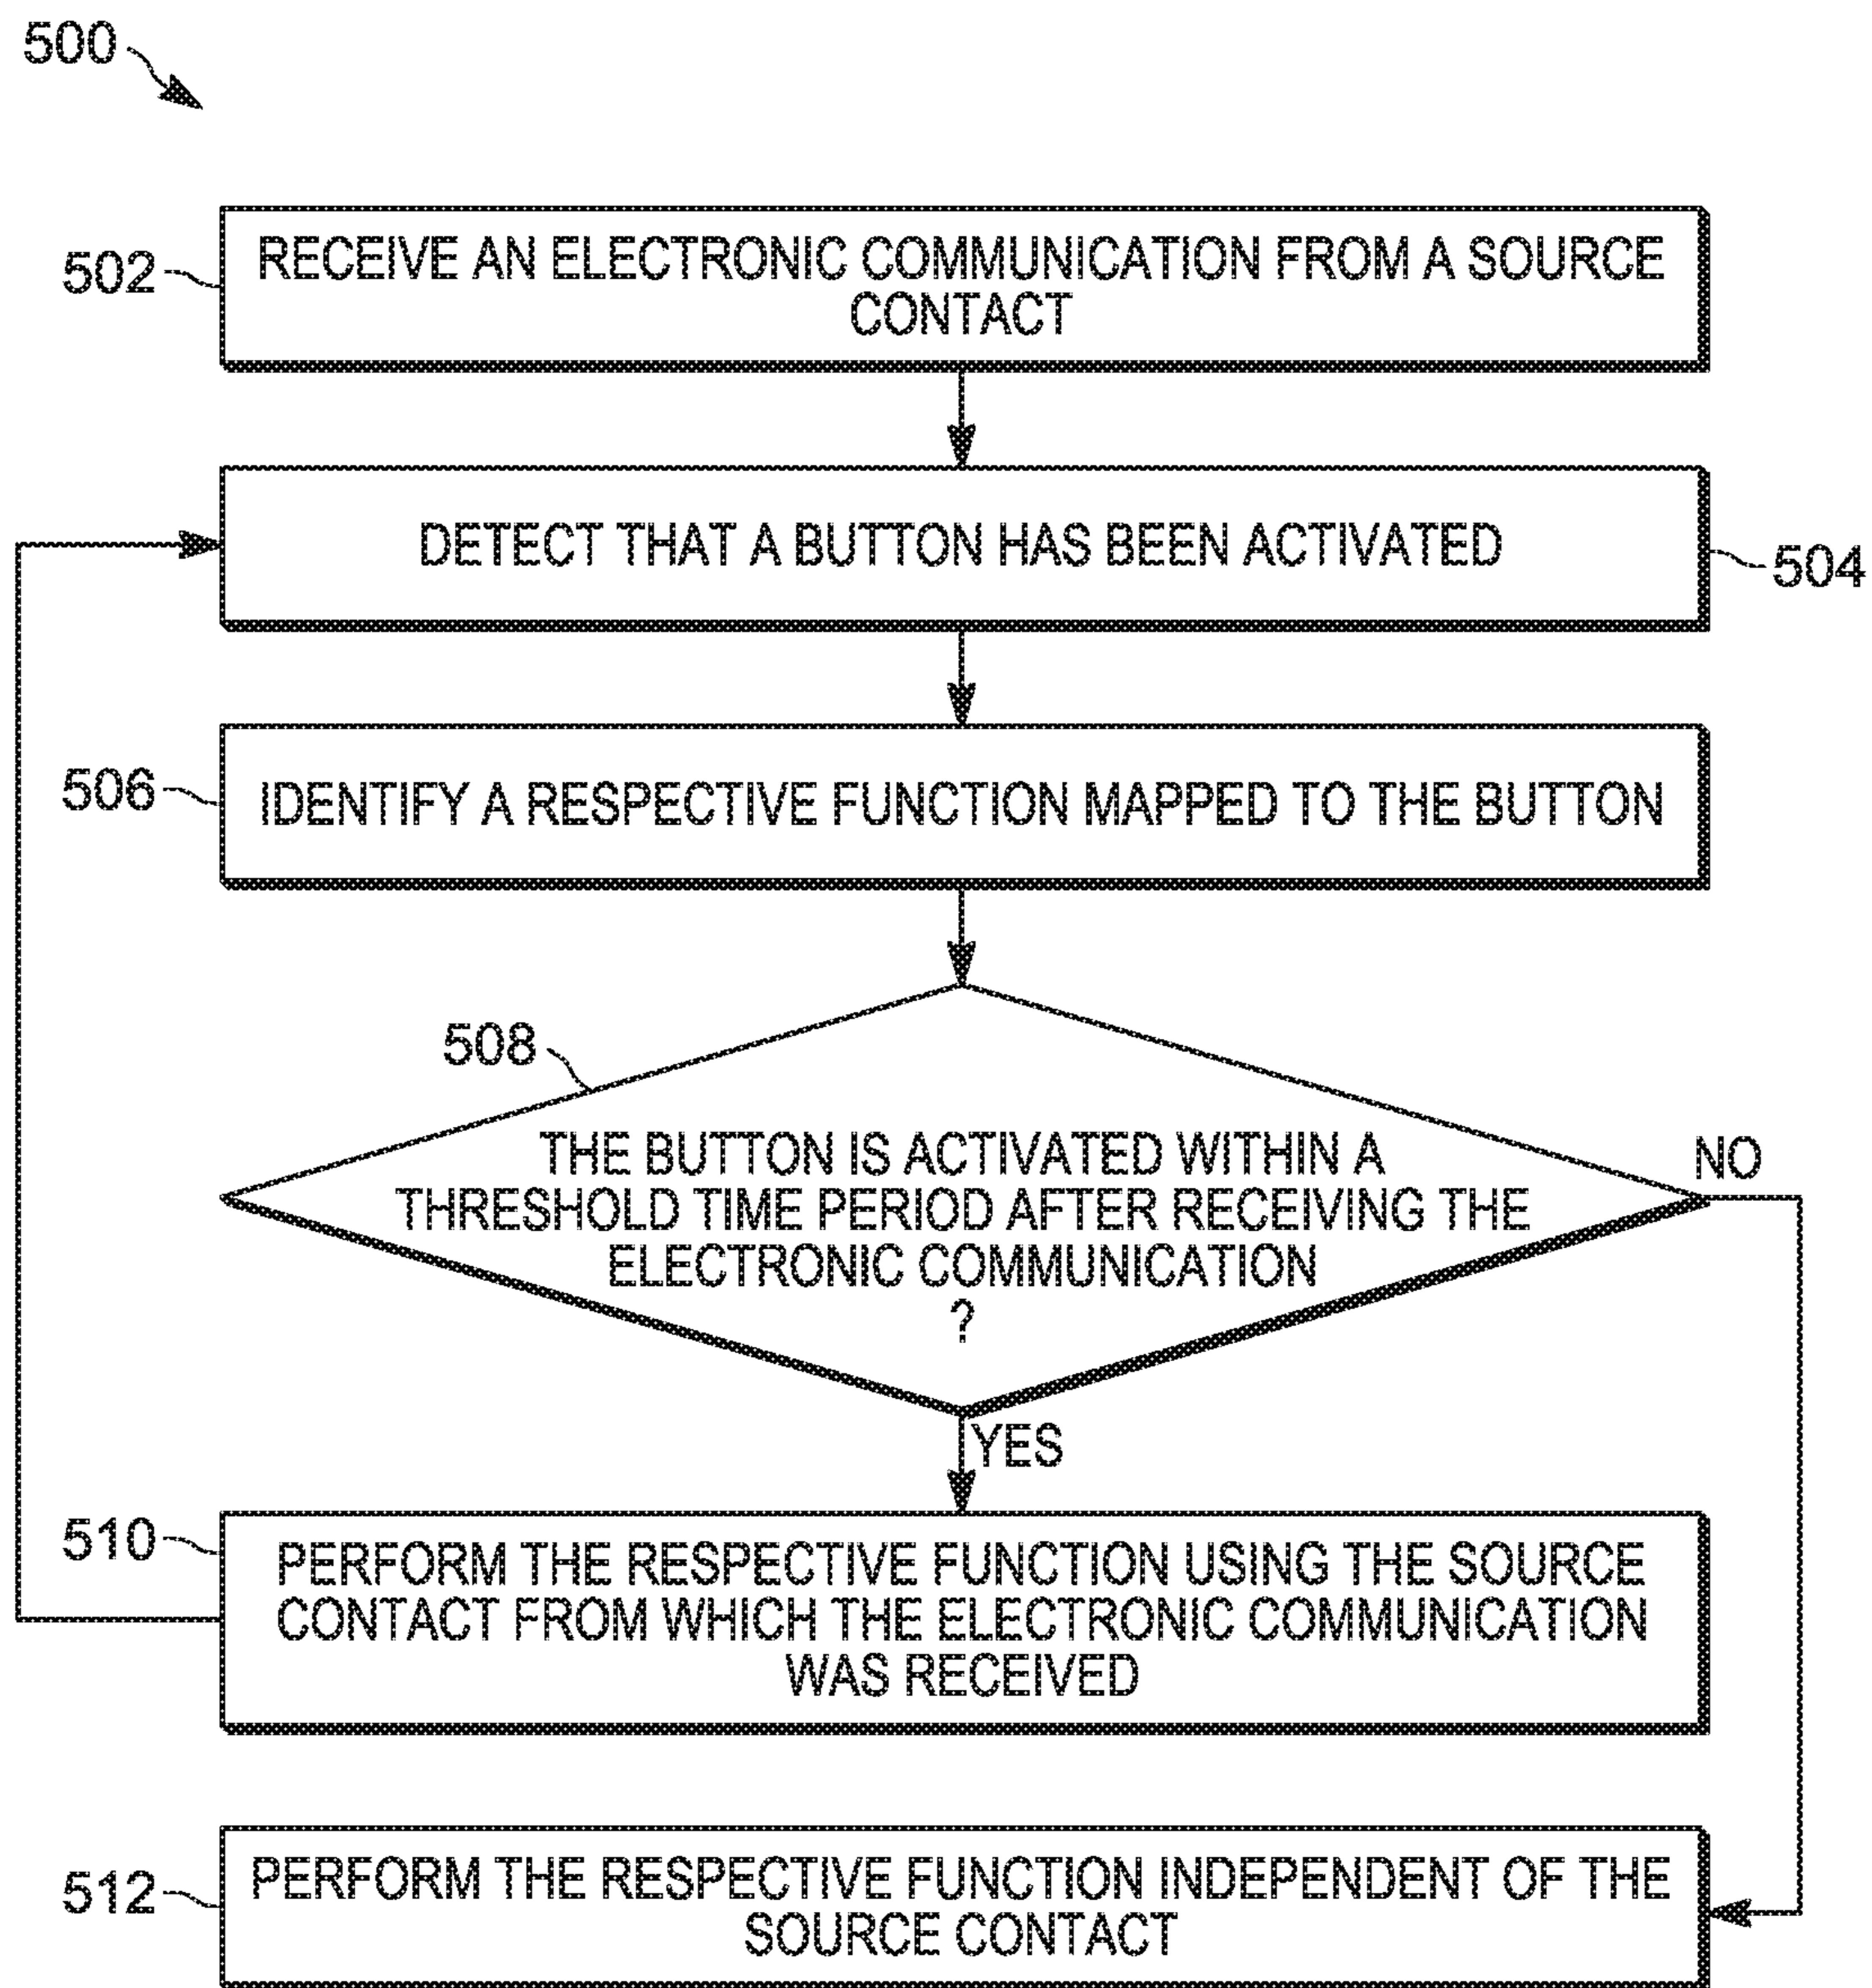 500
502
RECEIVE AN ELECTRONIC COMMUNICATION FROM A SOURCE
CONTACT
DETECT THAT A BUTTON HAS BEEN ACTIVATED
504
506
IDENTIFY A RESPECTIVE FUNCTION MAPPED TO THE BUTTON
508
THE BUTTON IS ACTIVATED WITHIN A
THRESHOLD TIME PERIOD AFTER RECEIVING THE
ELECTRONIC COMMUNICATION
?
NO
YES
510
PERFORM THE RESPECTIVE FUNCTION USING THE SOURCE
CONTACT FROM WHICH THE ELECTRONIC COMMUNICATION
WAS RECEIVED
512
PERFORM THE RESPECTIVE FUNCTION INDEPENDENT OF THE
SOURCE CONTACT